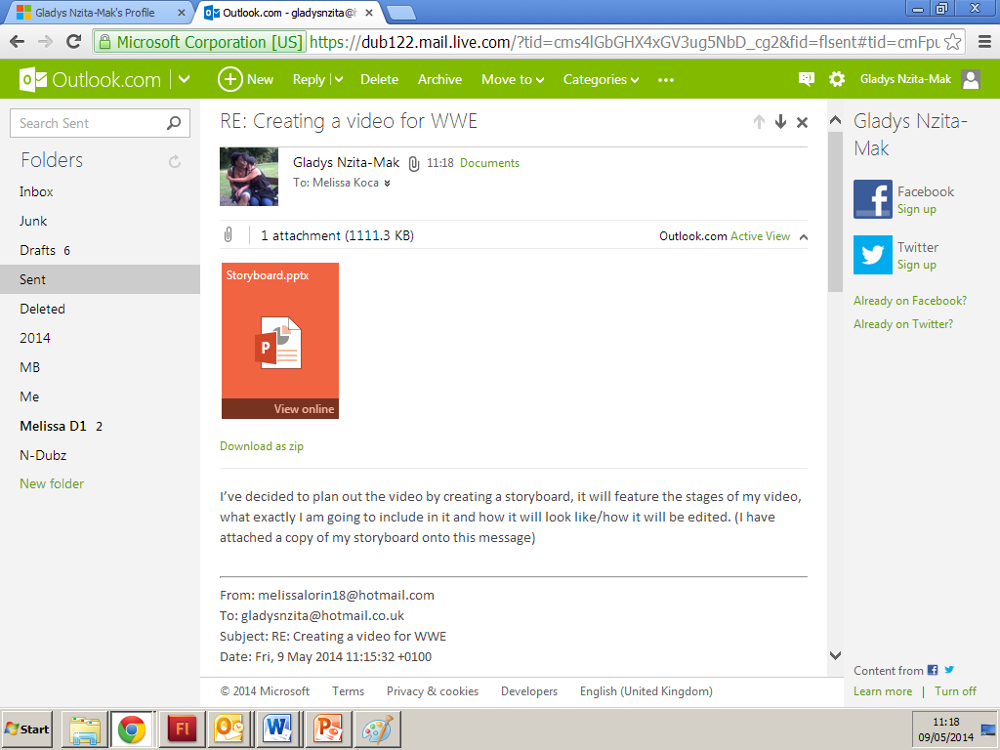 Gladys Nzita-Mak's Profile
Outlook.com - gladysnzita@
Microsoft Corporation [US] https://dub122.mail.live.com/?tid=cms4lGbGHX4xGV3ug5NbD_cg2&fid=flsent#tid=cmFpu
Outlook.com New Reply Delete Archive Move to Categories ••• Gladys Nzita-Mak
Search Sent
Folders
Inbox
Junk
Drafts 6
Sent
Deleted
2014
MB
Me
Melissa D1 2
N-Dubz
New folder
RE: Creating a video for WWE
Gladys Nzita-Mak 11:18 Documents
To: Melissa Koca
1 attachment (1111.3 KB)
Outlook.com Active View
Storyboard.pptx
P
View online
Download as zip
I've decided to plan out the video by creating a storyboard, it will feature the stages of my video,
what exactly I am going to include in it and how it will look like/how it will be edited. (I have
attached a copy of my storyboard onto this message)
From: melissalorin18@hotmail.com
To: gladysnzita@hotmail.co.uk
Subject: RE: Creating a video for WWE
Date: Fri, 9 May 2014 11:15:32 +0100
© 2014 Microsoft Terms Privacy & cookies Developers English (United Kingdom)
Gladys Nzita-
Mak
Facebook
Sign up
Twitter
Sign up
Already on Facebook?
Already on Twitter?
Content from
Learn more | Turn off
Start
Fl
O
W
P
11:18
09/05/2014